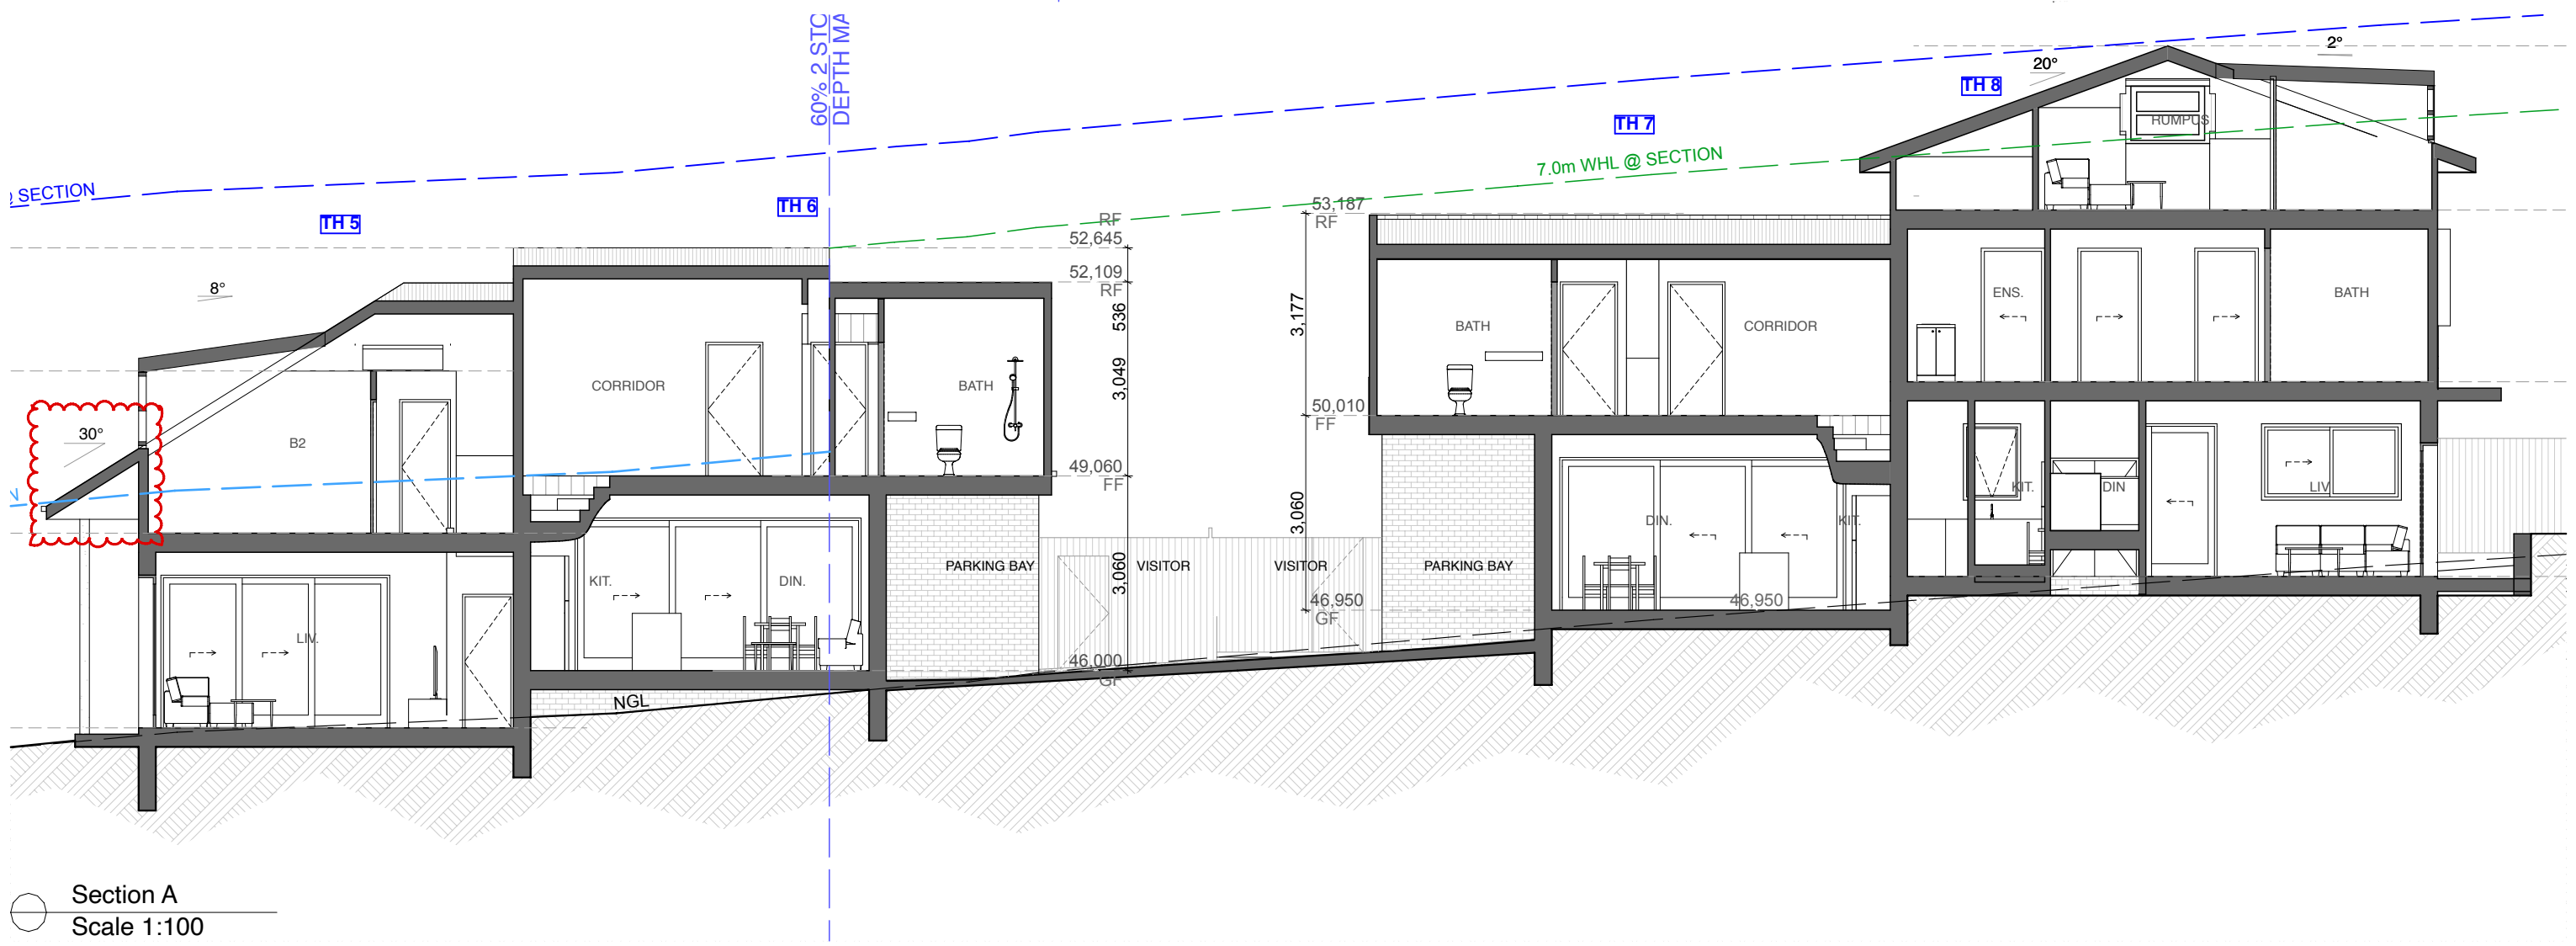 60% 2 STC
DEPTH MA
SECTION
TH 5
TH 6
TH 7
TH 8
20°
2°
RUMPUS
7.0m WHL @ SECTION
RF
52,645
52,109
RF
536
3,049
49,060
FF
3,060
46,000
GF
53,187
RF
3,177
50,010
FF
3,060
46,950
GF
8°
30°
B2
CORRIDOR
BATH
BATH
CORRIDOR
ENS.
BATH
LIV.
KIT.
DIN.
PARKING BAY
VISITOR
VISITOR
PARKING BAY
DIN.
KIT.
46,950
KIT.
DIN
LIV
NGL
Section A
Scale 1:100